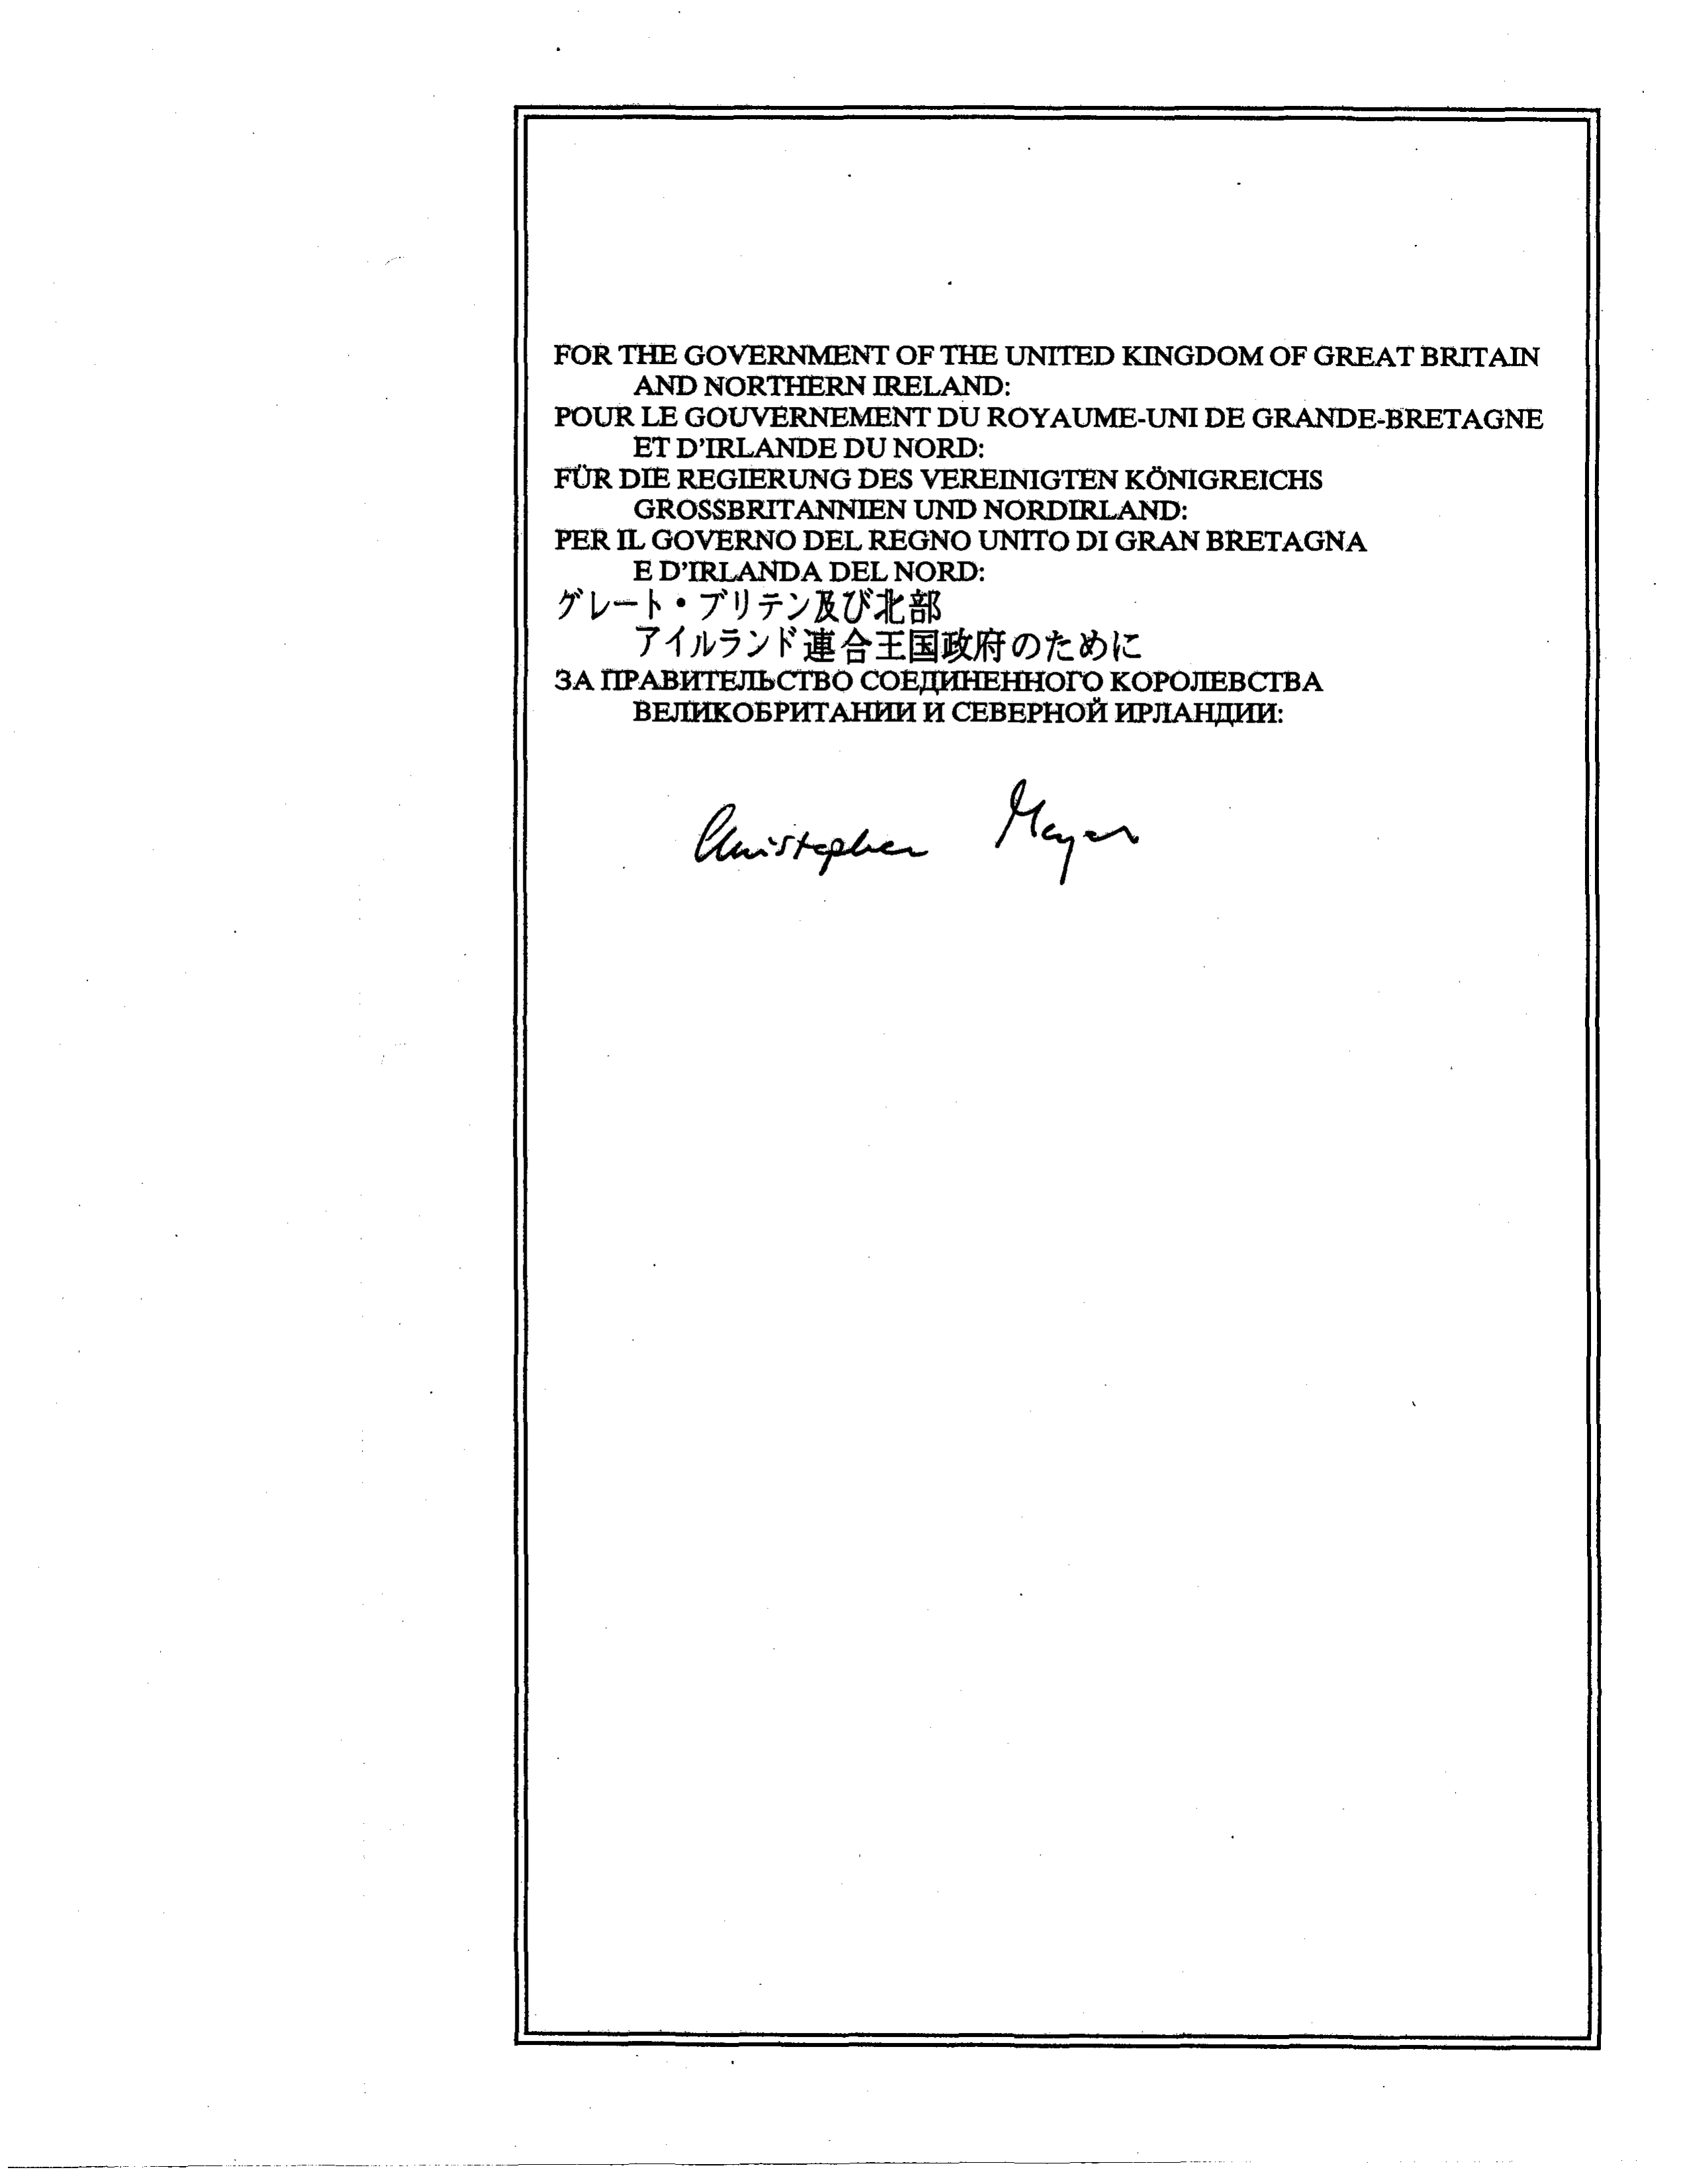 FOR THE GOVERNMENT OF THE UNITED KINGDOM OF GREAT BRITAIN
AND NORTHERN IRELAND:
POUR LE GOUVERNEMENT DU ROYAUME-UNI DE GRANDE-BRETAGNE
ET D'IRLANDE DU NORD:
FÜR DIE REGIERUNG DES VEREINIGTEN KÖNIGREICHS
GROSSBRITANNIEN UND NORDIRLAND:
PER IL GOVERNO DEL REGNO UNITO DI GRAN BRETAGNA
E D'IRLANDA DEL NORD:
グレート・ブリテン及び北部
アイルランド連合王国政府のために
ЗА ПРАВИТЕЛЬСТВО СОЕДИНЕННОГО КОРОЛЕВСТВА
ВЕЛИКОБРИТАНИИ И СЕВЕРНОЙ ИРЛАНДИИ:
Christopher Meyer